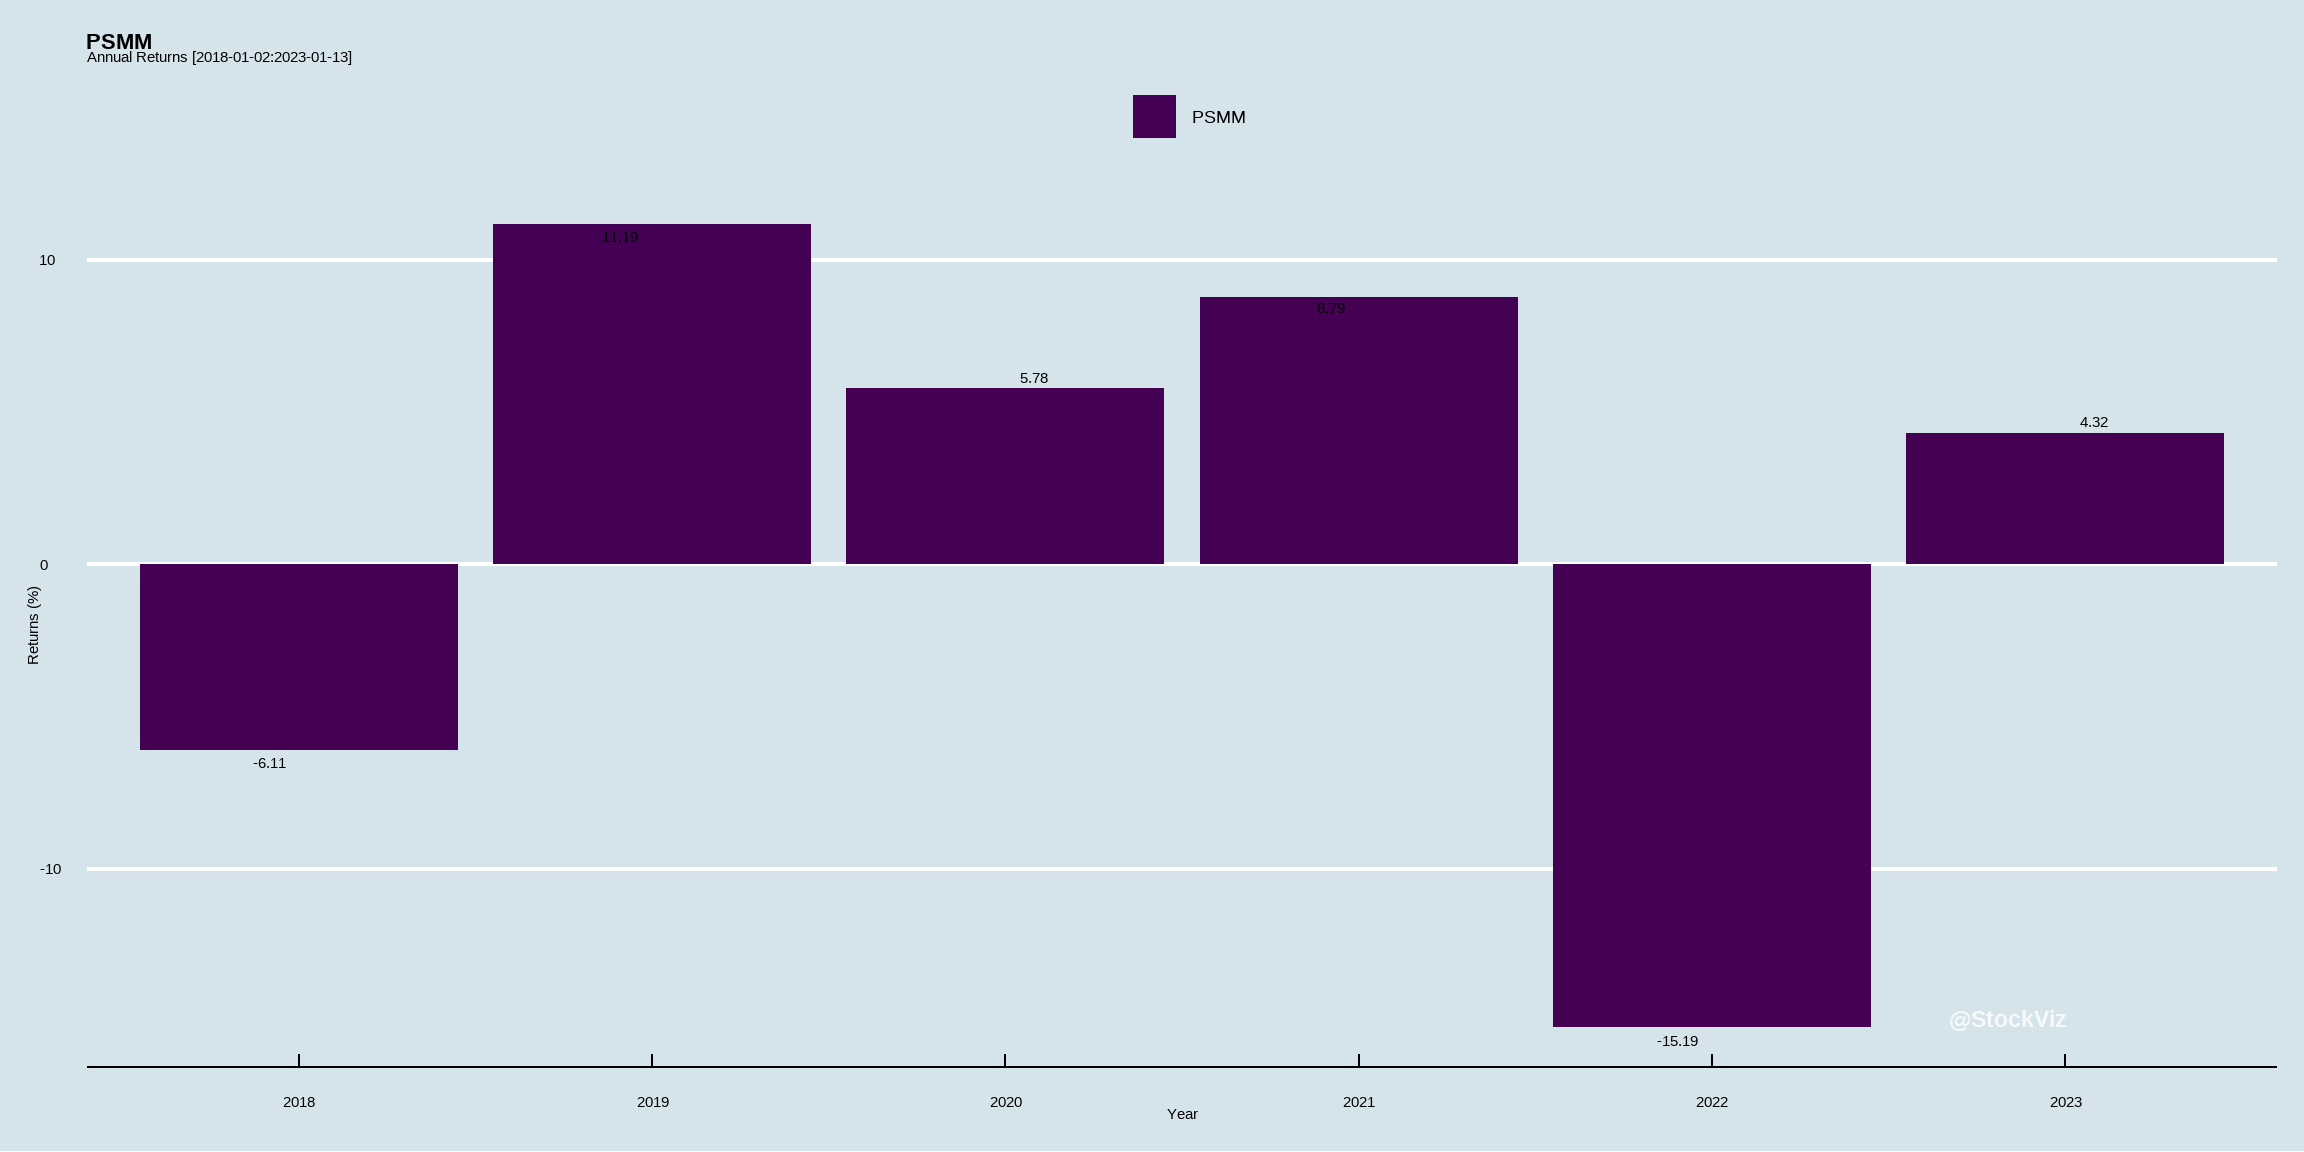 PSMM
Annual Returns [2018-01-02:2023-01-13]
PSMM
11.19
10
8.79
5.78
4.32
0
Returns (%)
-6.11
-10
@StockViz
-15.19
2018 2019 2020 2021 2022 2023
Year